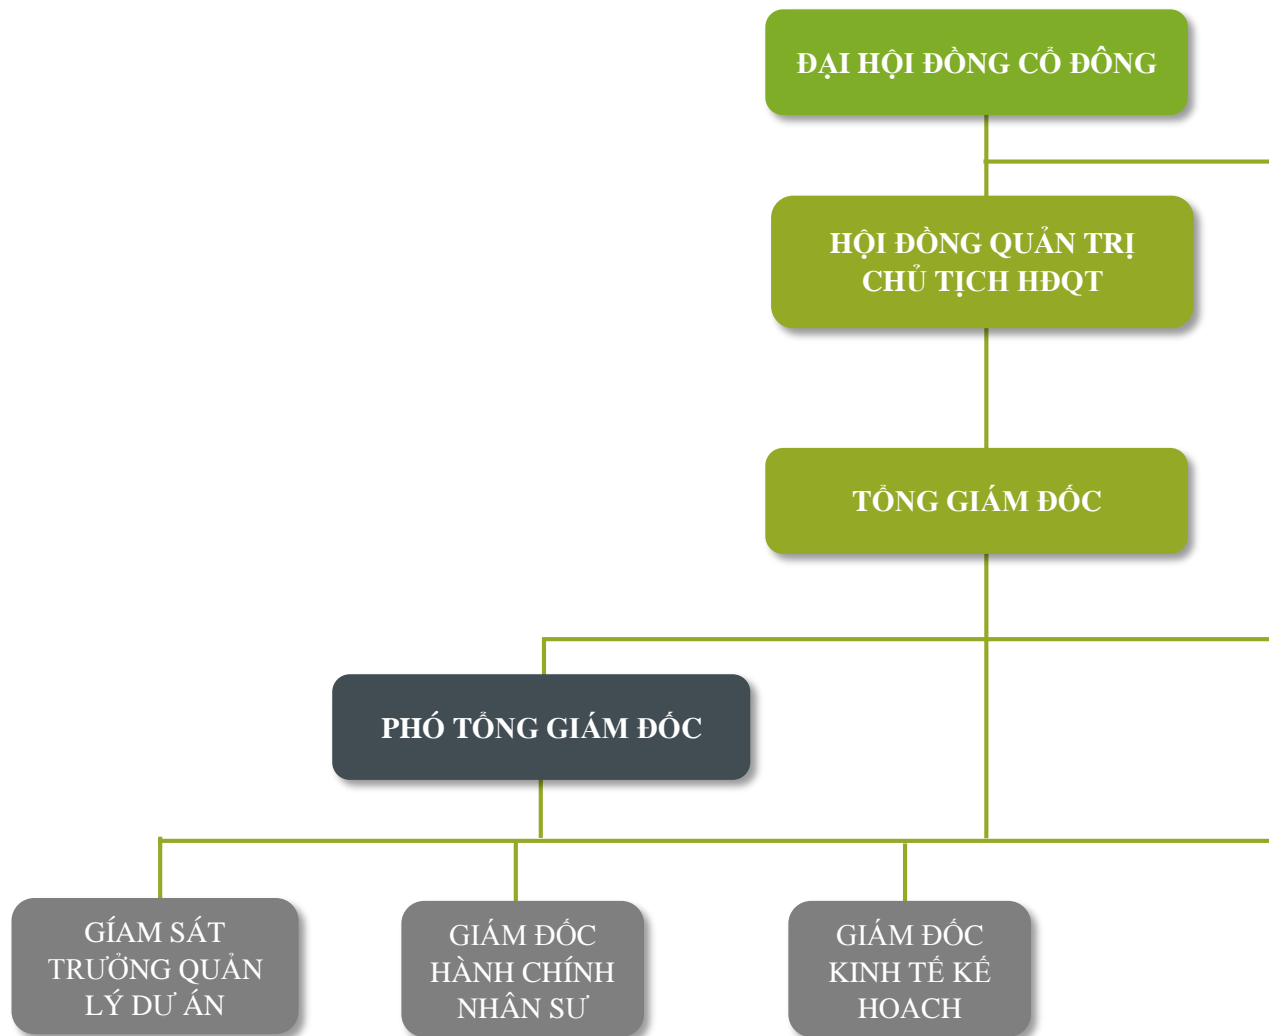 ĐẠI HỘI ĐỒNG CỔ ĐÔNG
HỘI ĐỒNG QUẢN TRỊ
CHỦ TỊCH HĐQT
TỔNG GIÁM ĐỐC
PHÓ TỔNG GIÁM ĐỐC
GÍAM SÁT
TRƯỞNG QUẢN
LÝ DƯ ÁN
GIÁM ĐỐC
HÀNH CHÍNH
NHÂN SƯ
GIÁM ĐỐC
KINH TẾ KẾ
HOACH